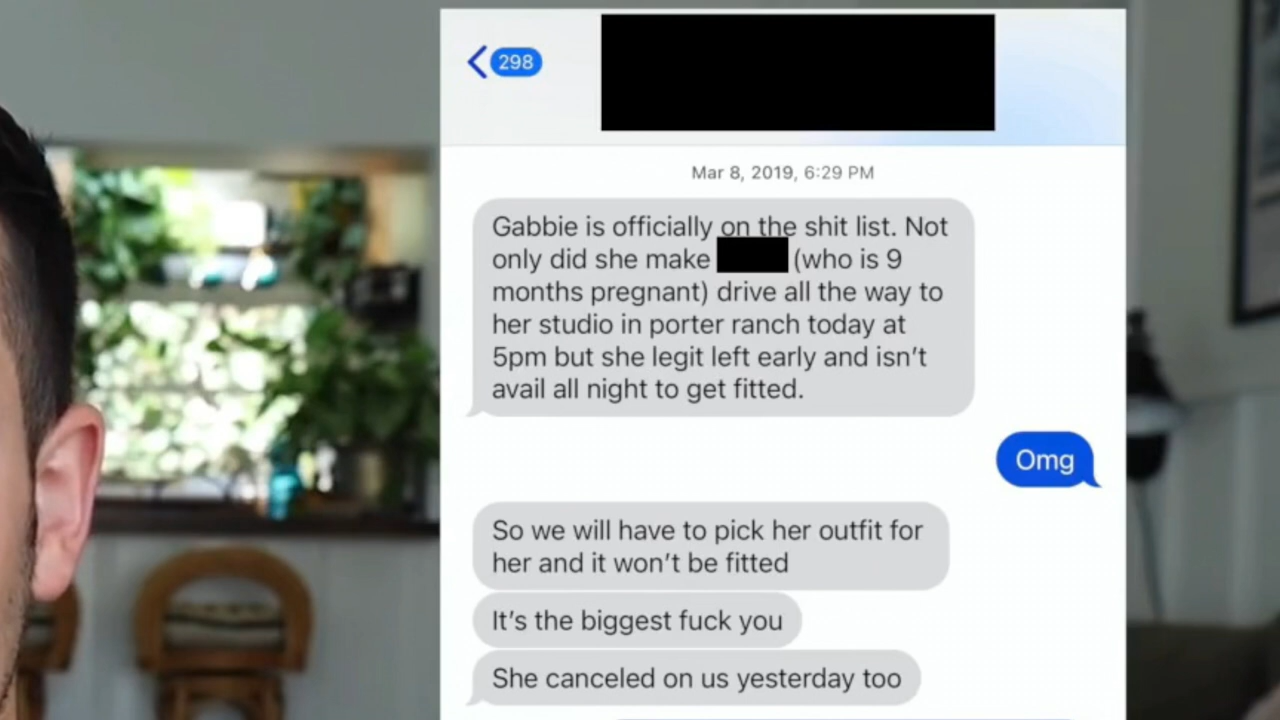 298
Mar 8, 2019, 6:29 PM
Gabbie is officially on the shit list. Not
only did she make (who is 9
months pregnant) drive all the way to
her studio in porter ranch today at
5pm but she legit left early and isn't
avail all night to get fitted.
Omg
So we will have to pick her outfit for
her and it won't be fitted
It's the biggest fuck you
She canceled on us yesterday too